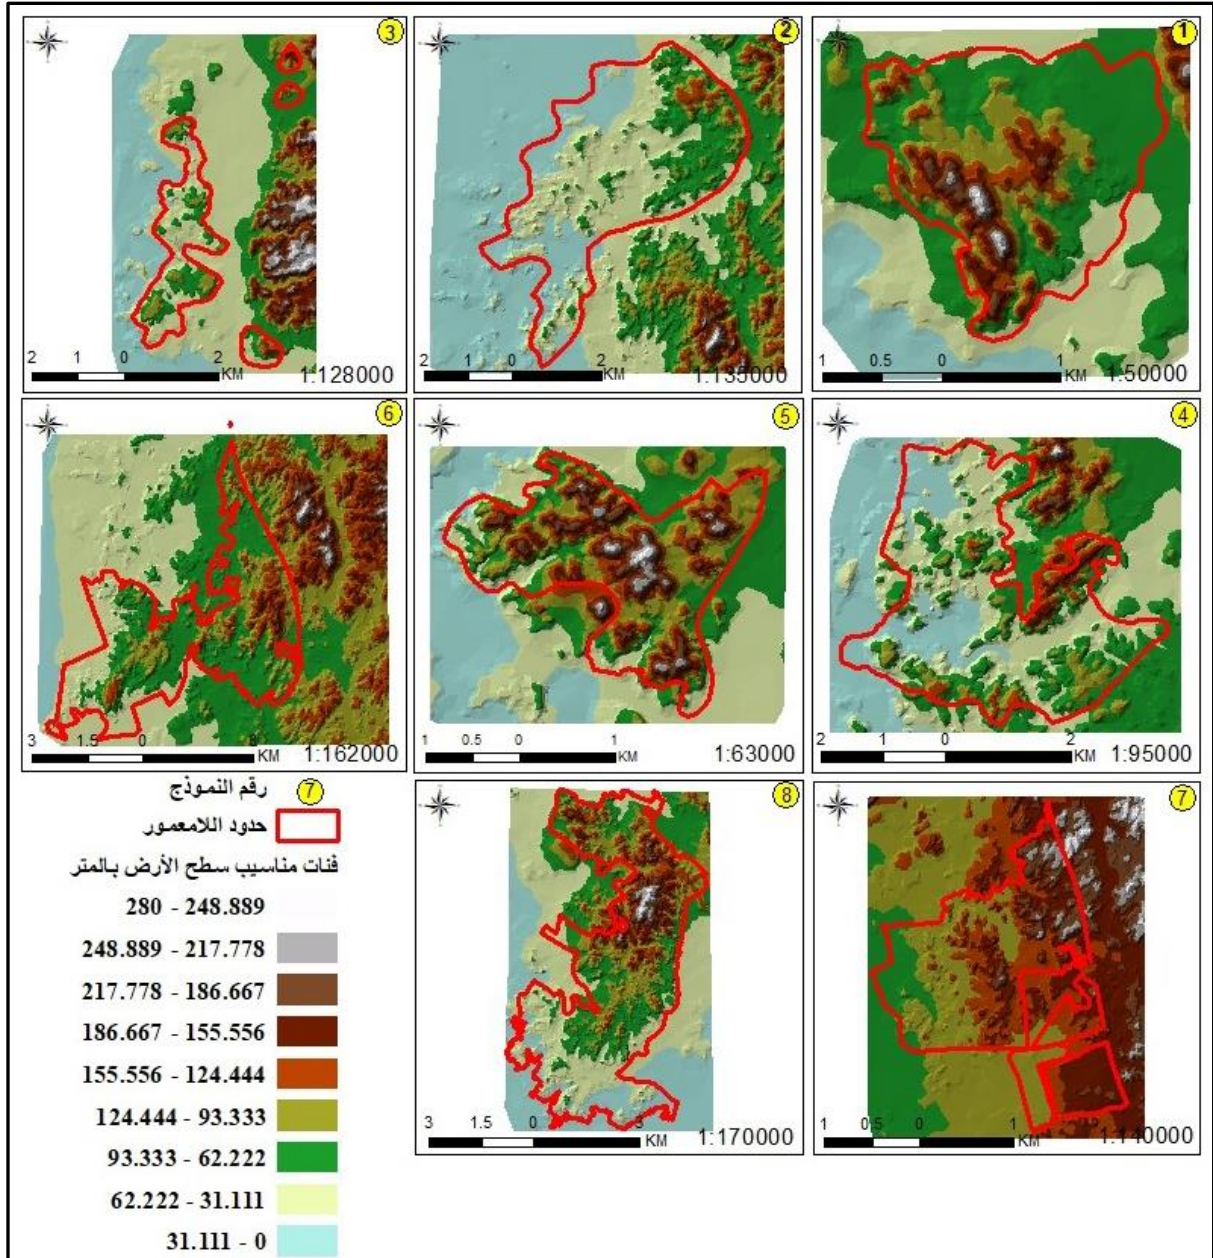 1
1 0.5 0 1
KM 1:50000
2
2 1 0 2
KM 1:135000
3
2 1 0 2
KM 1:128000
4
2 1 0 2
KM 1:95000
5
1 0.5 0 1
KM 1:63000
6
3 1.5 0 3
KM 1:162000
7
1 0.5 0 1
KM 1:140000
8
3 1.5 0 3
KM 1:170000
7 رقم النموذج
حدود اللامعمور
فئات مناسيب سطح الأرض بالمتر
280 - 248.889
248.889 - 217.778
217.778 - 186.667
186.667 - 155.556
155.556 - 124.444
124.444 - 93.333
93.333 - 62.222
62.222 - 31.111
31.111 - 0